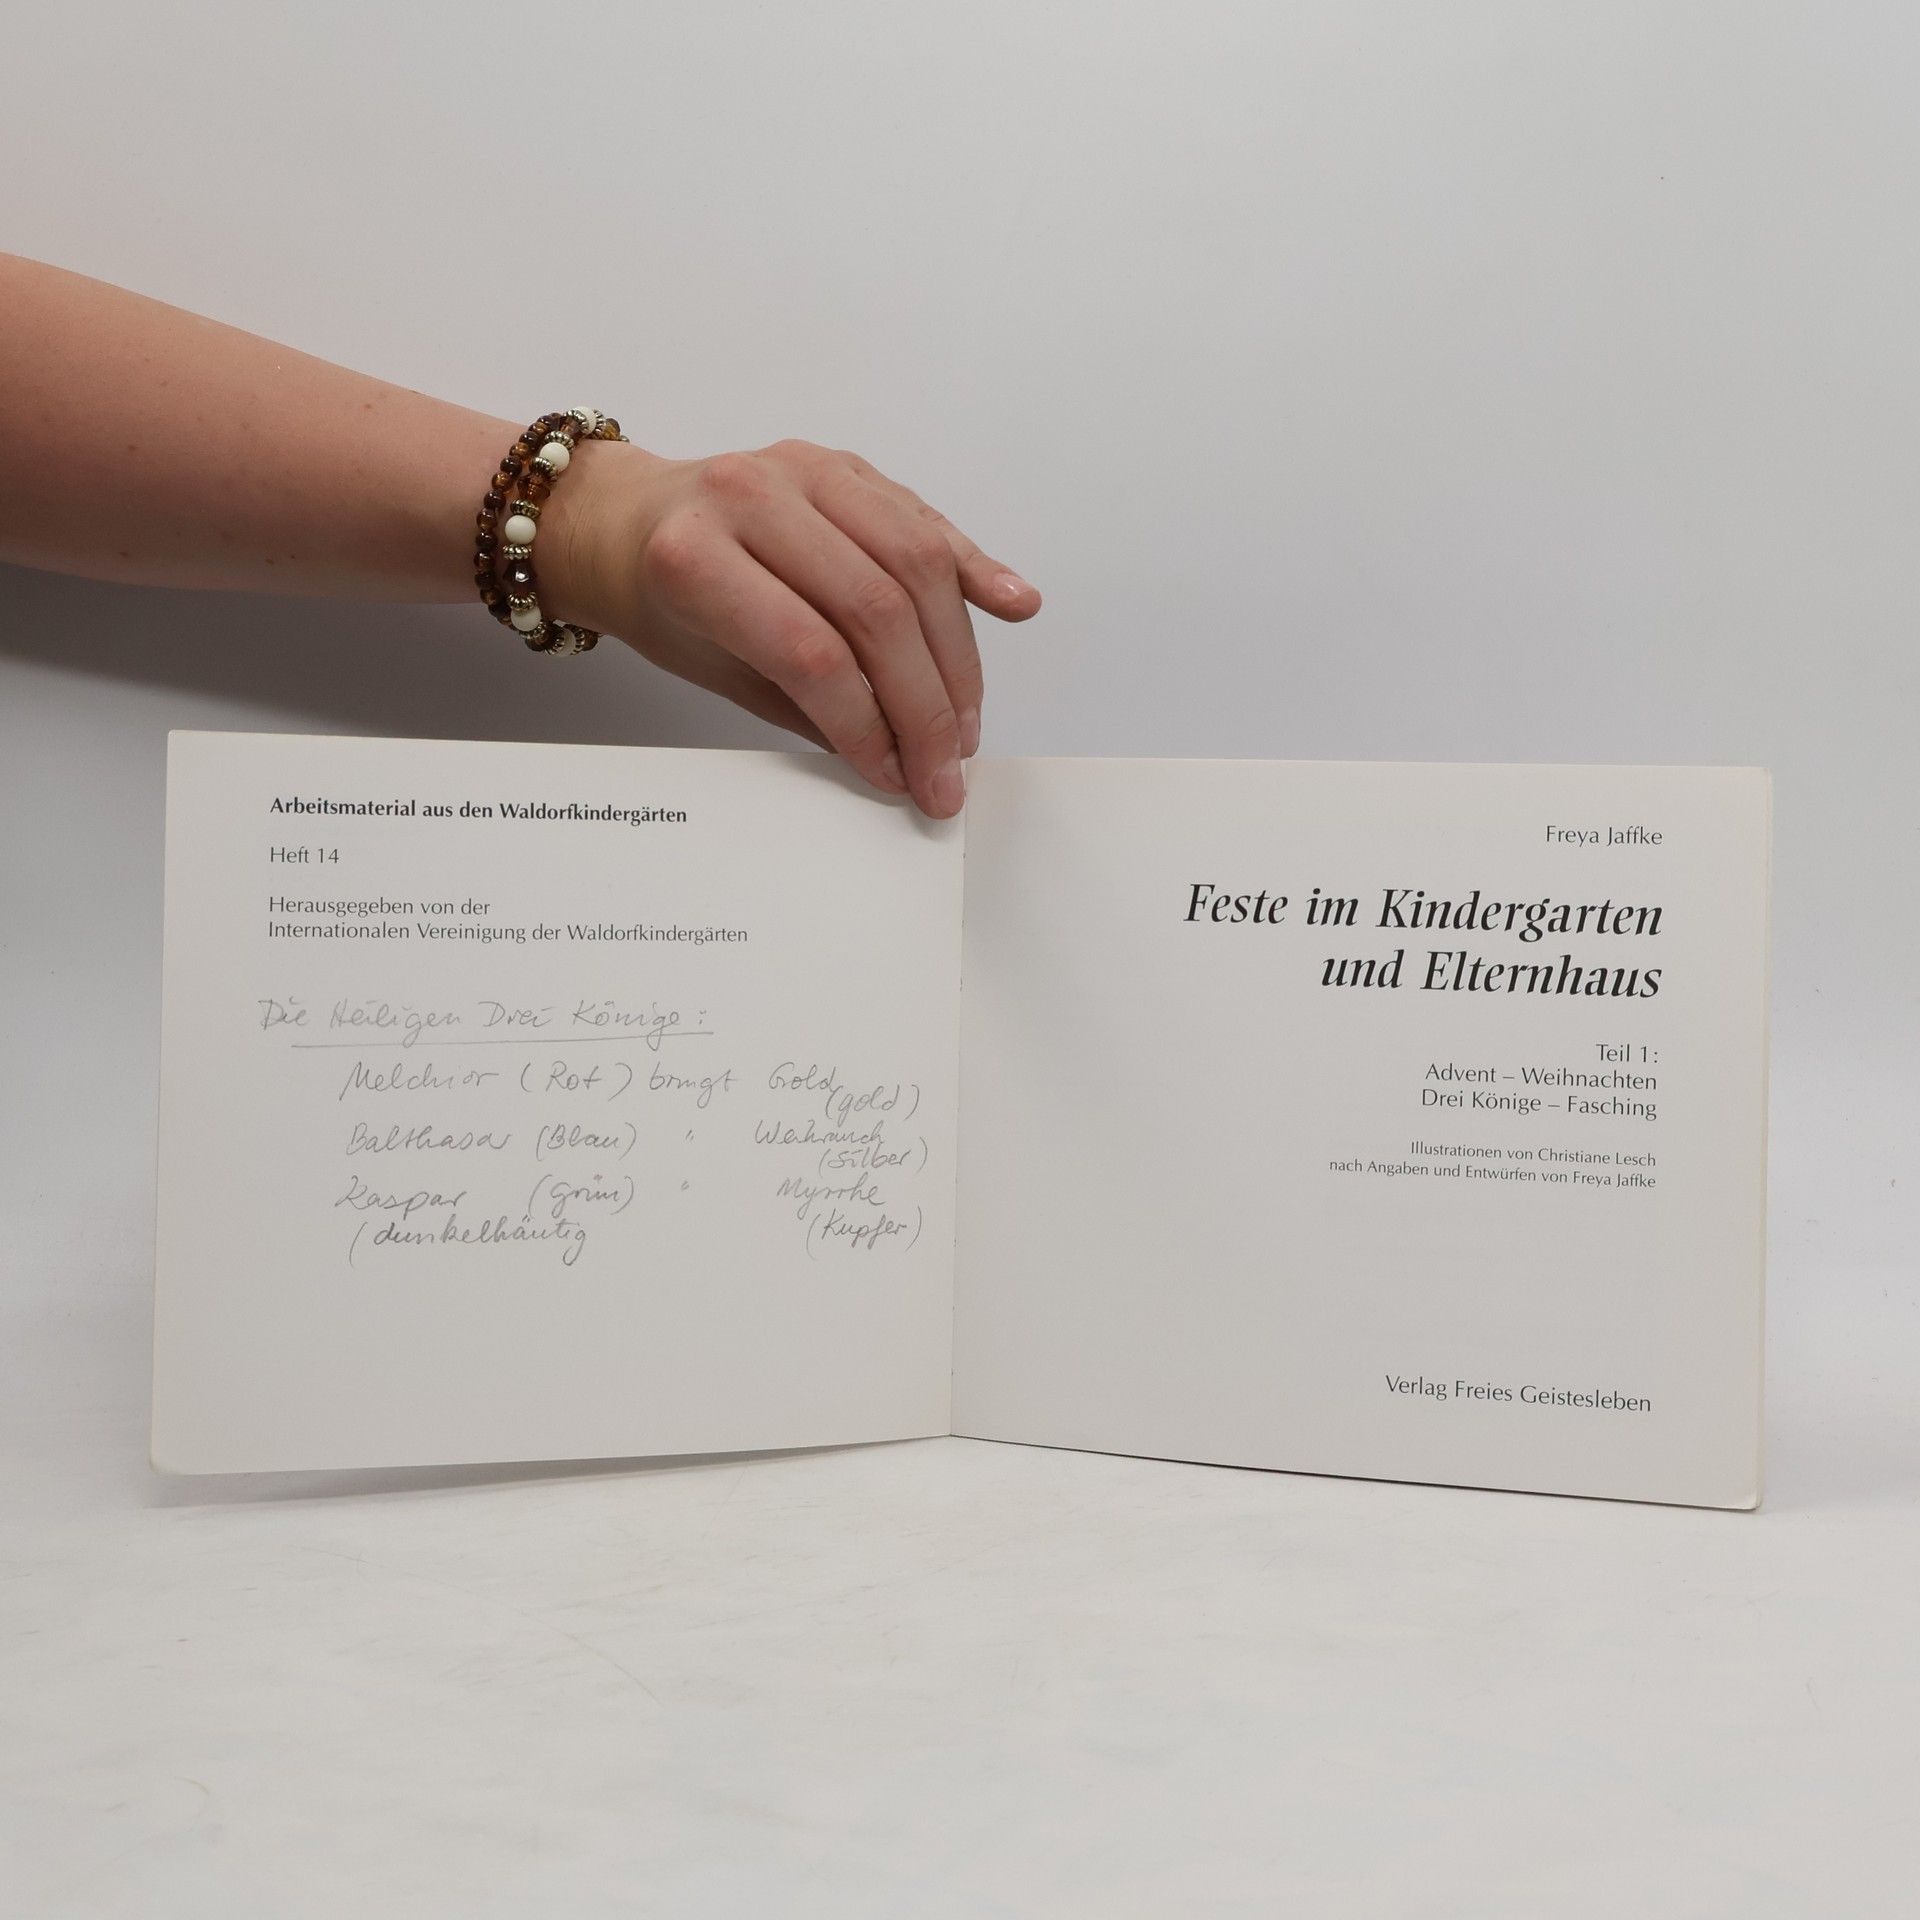 Arbeitsmaterial aus den Waldorfkindergärten
Heft 14
Herausgegeben von der
Internationalen Vereinigung der Waldorfkindergärten
Die Heiligen Drei Könige:
Melchior (Rot) bringt Gold
(gold)
Balthasar (Blau) " Weihrauch
(Silber)
Kaspar (Grün) " Myrrhe
(dunkelhäutig (Kupfer)
Freya Jaffke
Feste im Kindergarten
und Elternhaus
Teil 1:
Advent – Weihnachten
Drei Könige – Fasching
Illustrationen von Christiane Lesch
nach Angaben und Entwürfen von Freya Jaffke
Verlag Freies Geistesleben